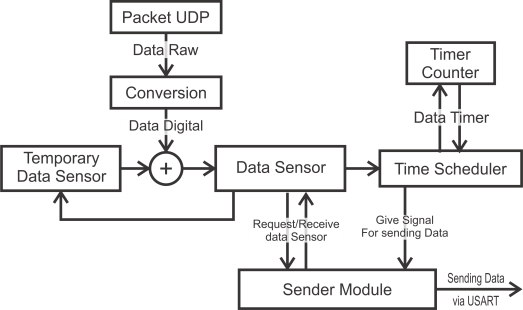 Packet UDP
Data Raw
Conversion
Data Digital
Timer
Counter
Data Timer
Temporary
Data Sensor
+
Data Sensor
Time Scheduler
Request/Receive
data Sensor
Give Signal
For sending Data
Sender Module
Sending Data
via USART